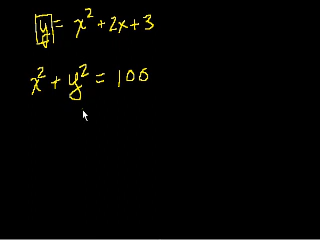 y = x² + 2x + 3
x² + y² = 100